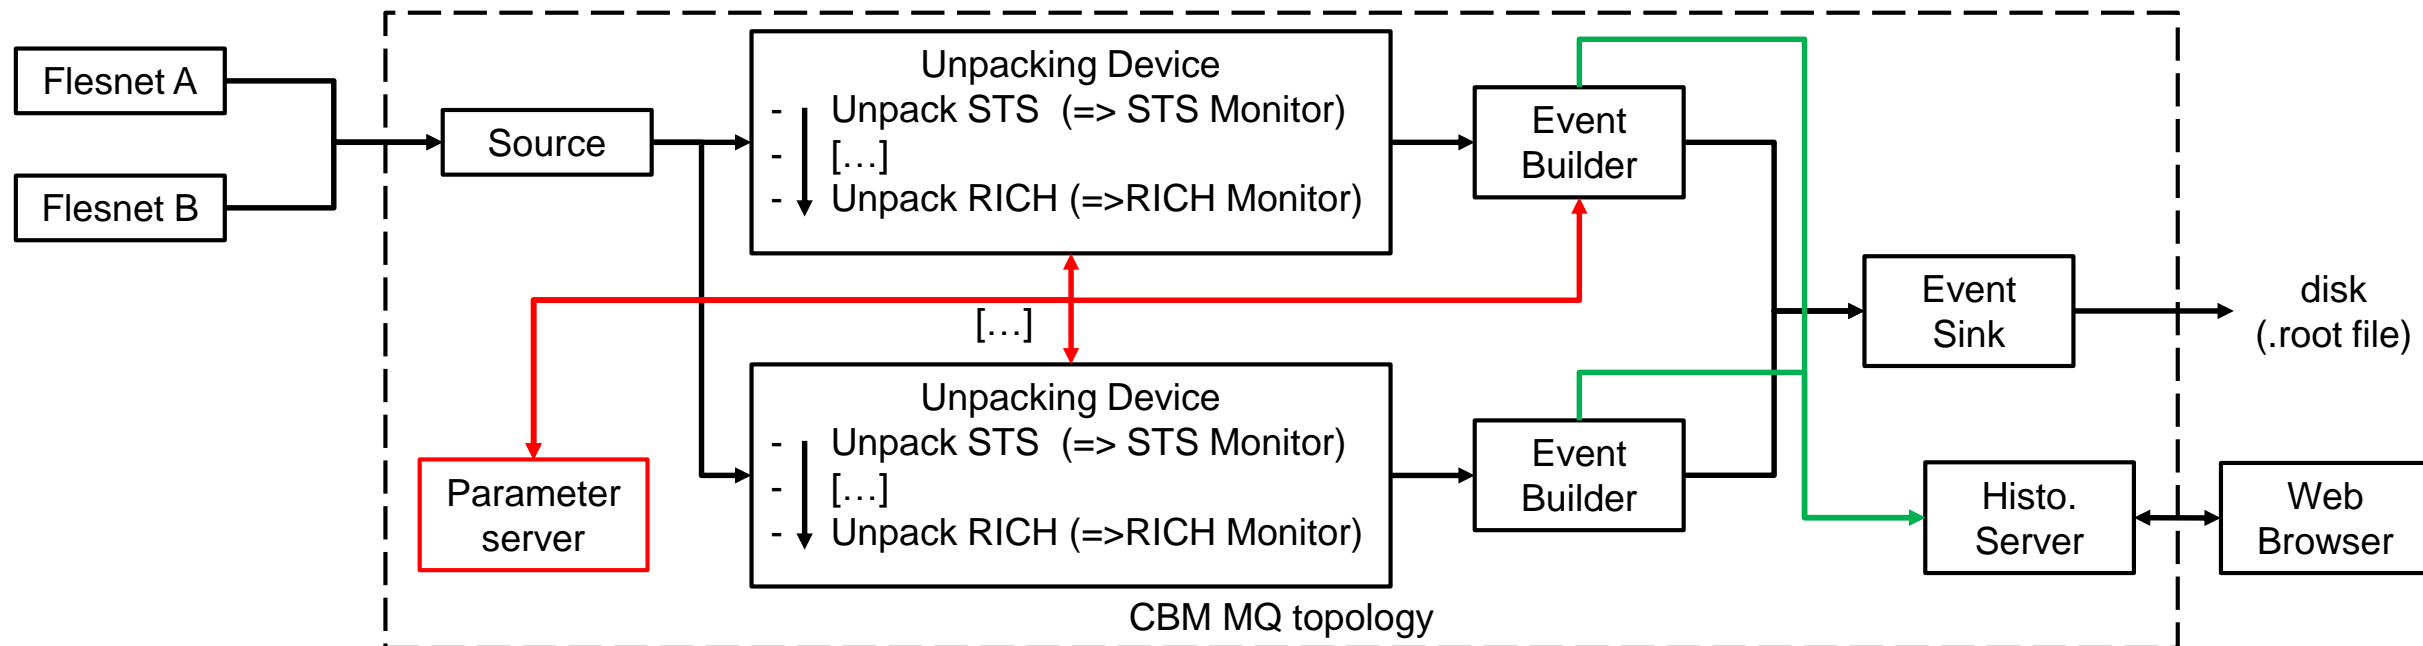 Flesnet A
Flesnet B
Source
Unpacking Device
- Unpack STS (=> STS Monitor)
- […]
- Unpack RICH (=>RICH Monitor)
Event
Builder
[…]
Parameter
server
Unpacking Device
- Unpack STS (=> STS Monitor)
- […]
- Unpack RICH (=>RICH Monitor)
Event
Builder
Event
Sink
disk
(.root file)
Histo.
Server
Web
Browser
CBM MQ topology